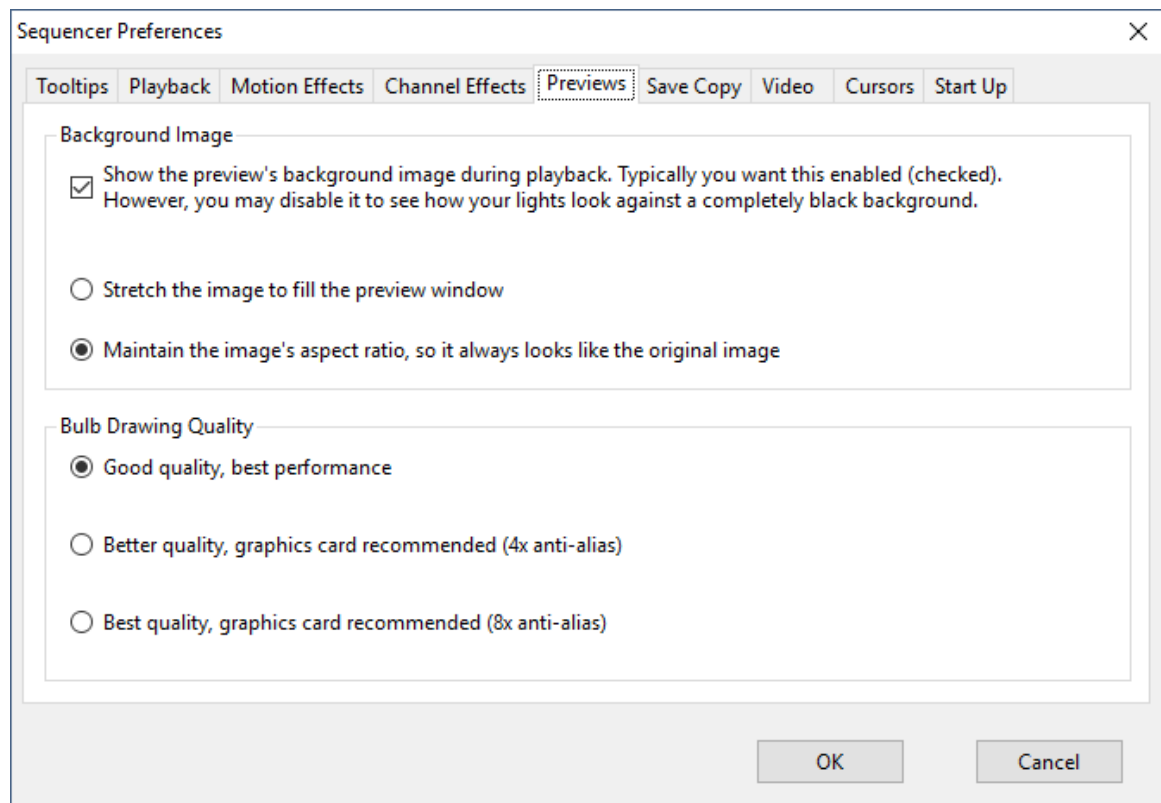 Sequencer Preferences
Tooltips Playback Motion Effects Channel Effects Previews Save Copy Video Cursors Start Up
Background Image
Show the preview's background image during playback. Typically you want this enabled (checked).
However, you may disable it to see how your lights look against a completely black background.
Stretch the image to fill the preview window
Maintain the image's aspect ratio, so it always looks like the original image
Bulb Drawing Quality
Good quality, best performance
Better quality, graphics card recommended (4x anti-alias)
Best quality, graphics card recommended (8x anti-alias)
OK Cancel